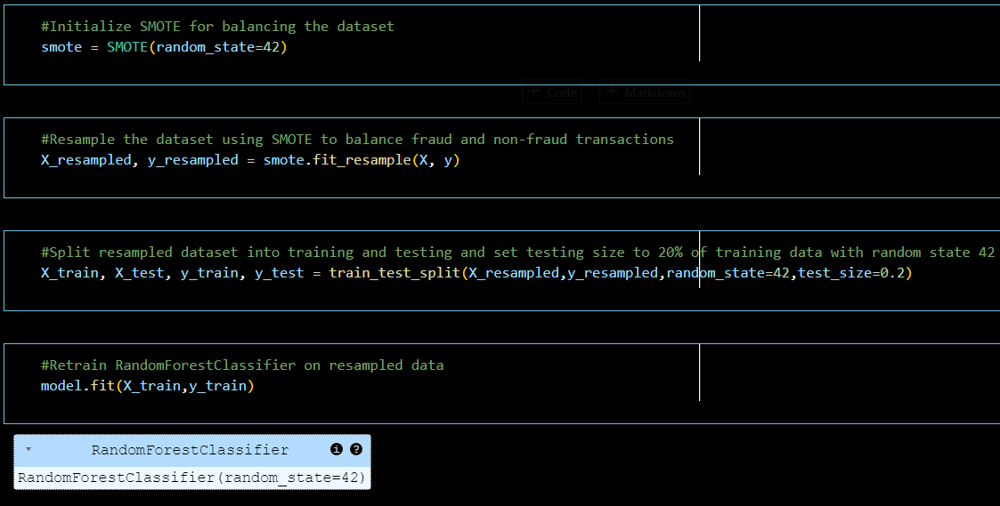 #Initialize SMOTE for balancing the dataset
smote = SMOTE(random_state=42)
+ Code + Markdown
#Resample the dataset using SMOTE to balance fraud and non-fraud transactions
X_resampled, y_resampled = smote.fit_resample(X, y)
#Split resampled dataset into training and testing and set testing size to 20% of training data with random state 42
X_train, X_test, y_train, y_test = train_test_split(X_resampled,y_resampled,random_state=42,test_size=0.2)
#Retrain RandomForestClassifier on resampled data
model.fit(X_train,y_train)
RandomForestClassifier i ?
RandomForestClassifier(random_state=42)